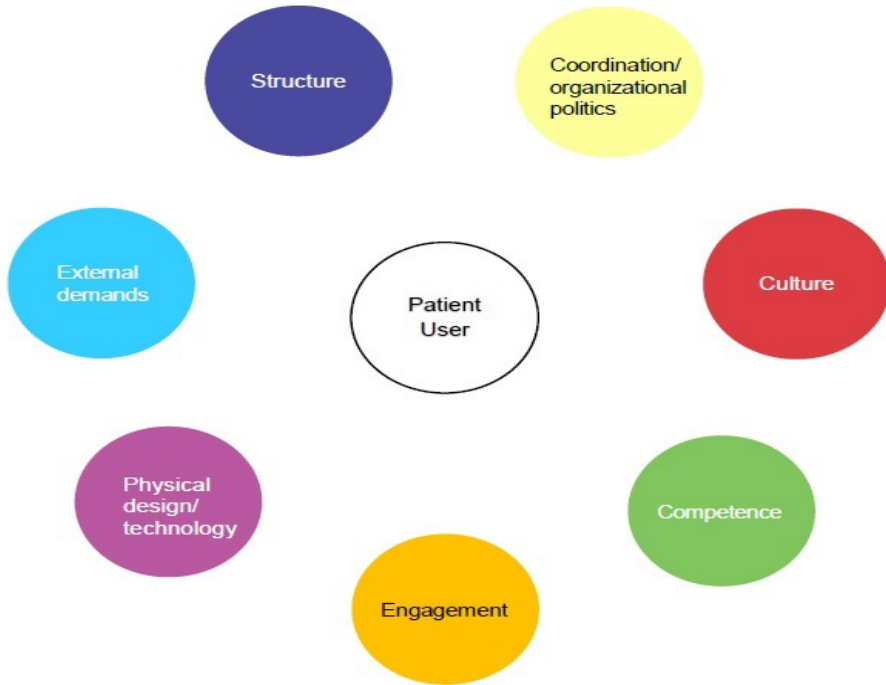 Structure
Coordination/
organizational
politics
External
demands
Patient
User
Culture
Physical
design/
technology
Competence
Engagement